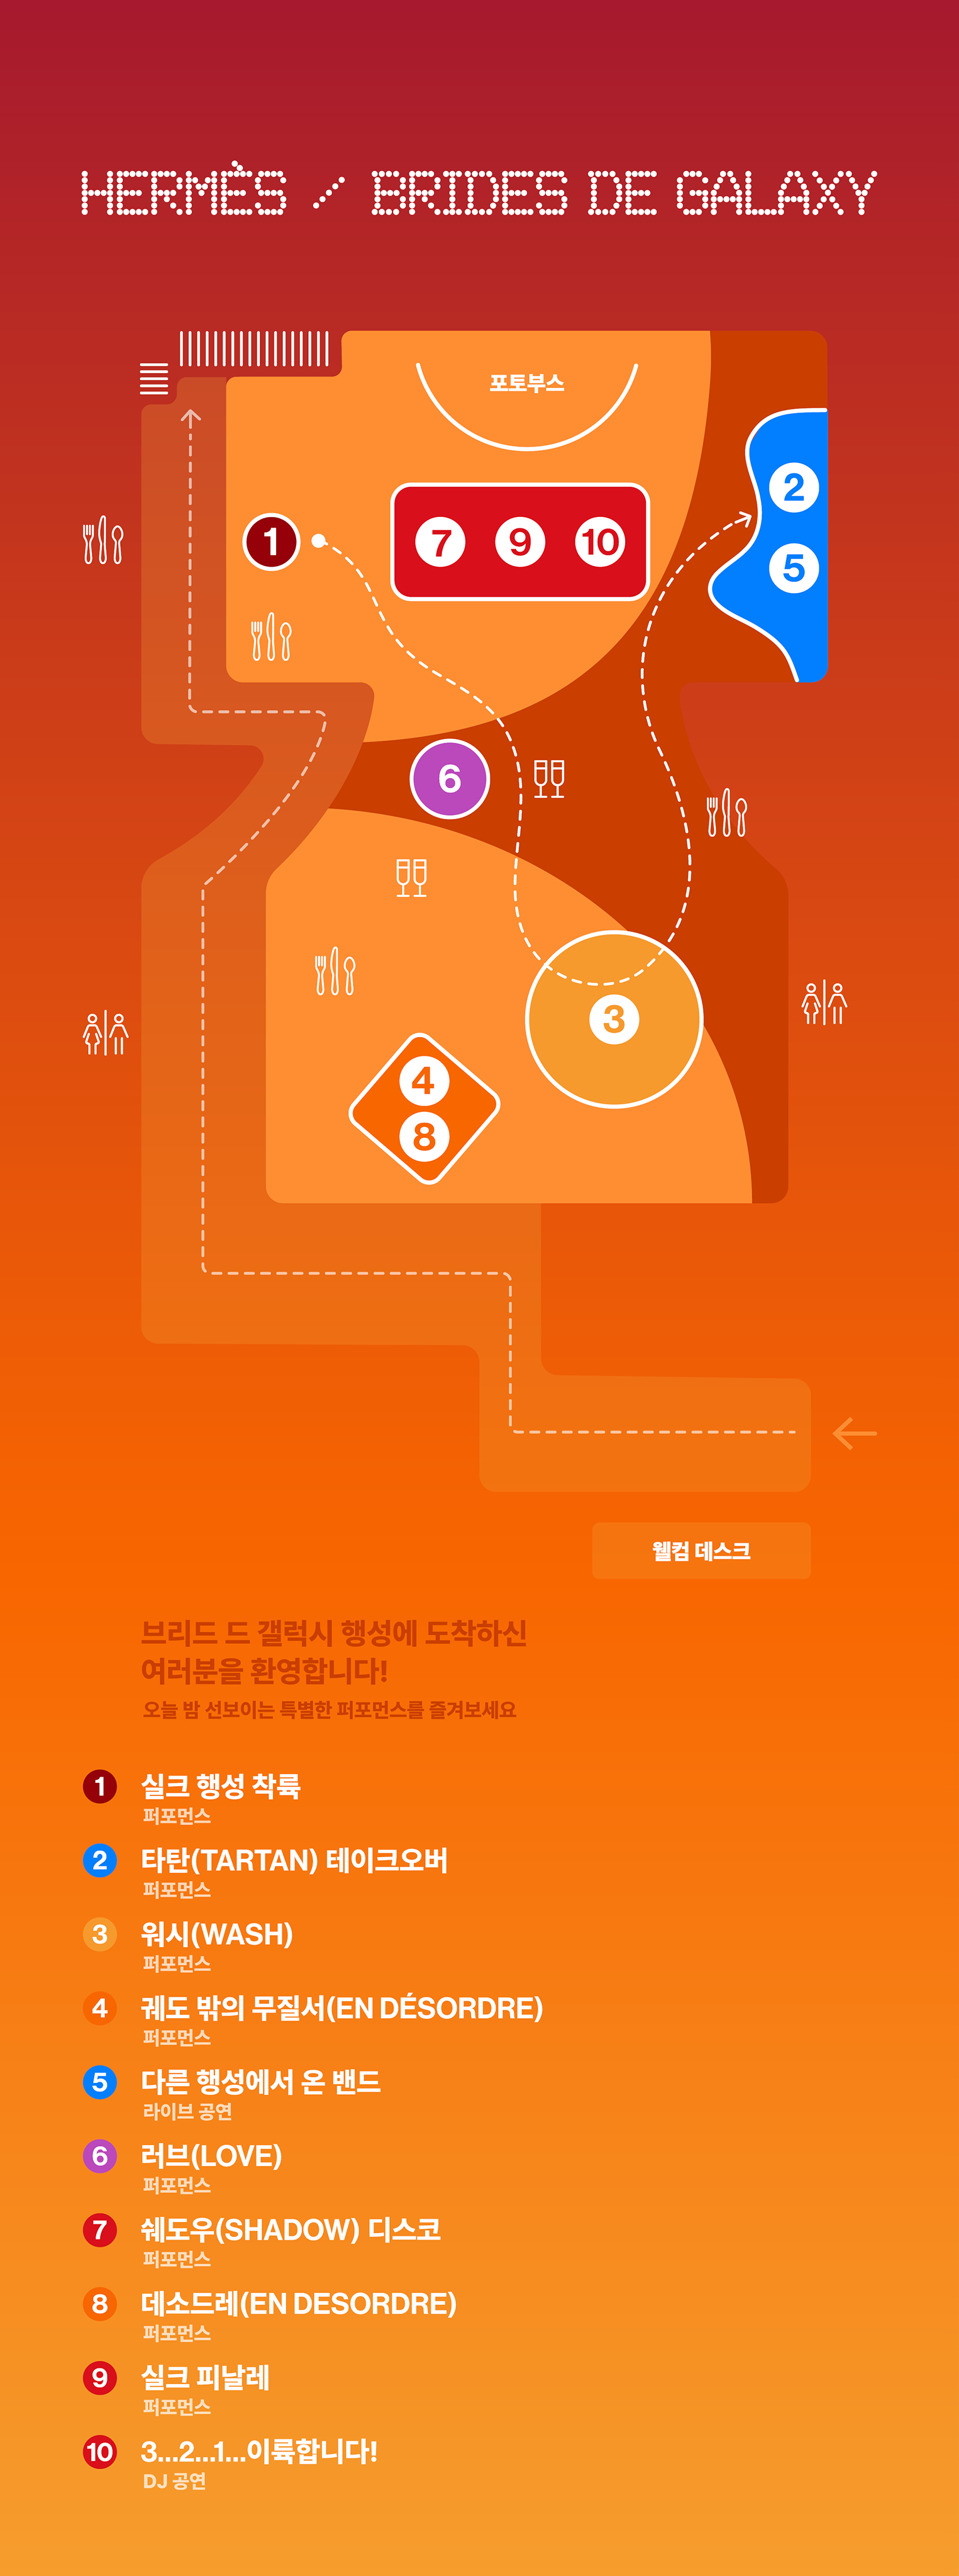 HERMÈS / BRIDES DE GALAXY
포토부스
2
1
7 9 10
5
6
3
4
8
웰컴 데스크
브리드 드 갤럭시 행성에 도착하신
여러분을 환영합니다!
오늘 밤 선보이는 특별한 퍼포먼스를 즐겨보세요
1 실크 행성 착륙
퍼포먼스
2 타탄(TARTAN) 테이크오버
퍼포먼스
3 워시(WASH)
퍼포먼스
4 궤도 밖의 무질서(EN DÉSORDRE)
퍼포먼스
5 다른 행성에서 온 밴드
라이브 공연
6 러브(LOVE)
퍼포먼스
7 쉐도우(SHADOW) 디스코
퍼포먼스
8 데소드레(EN DESORDRE)
퍼포먼스
9 실크 피날레
퍼포먼스
10 3...2...1...이륙합니다!
DJ 공연